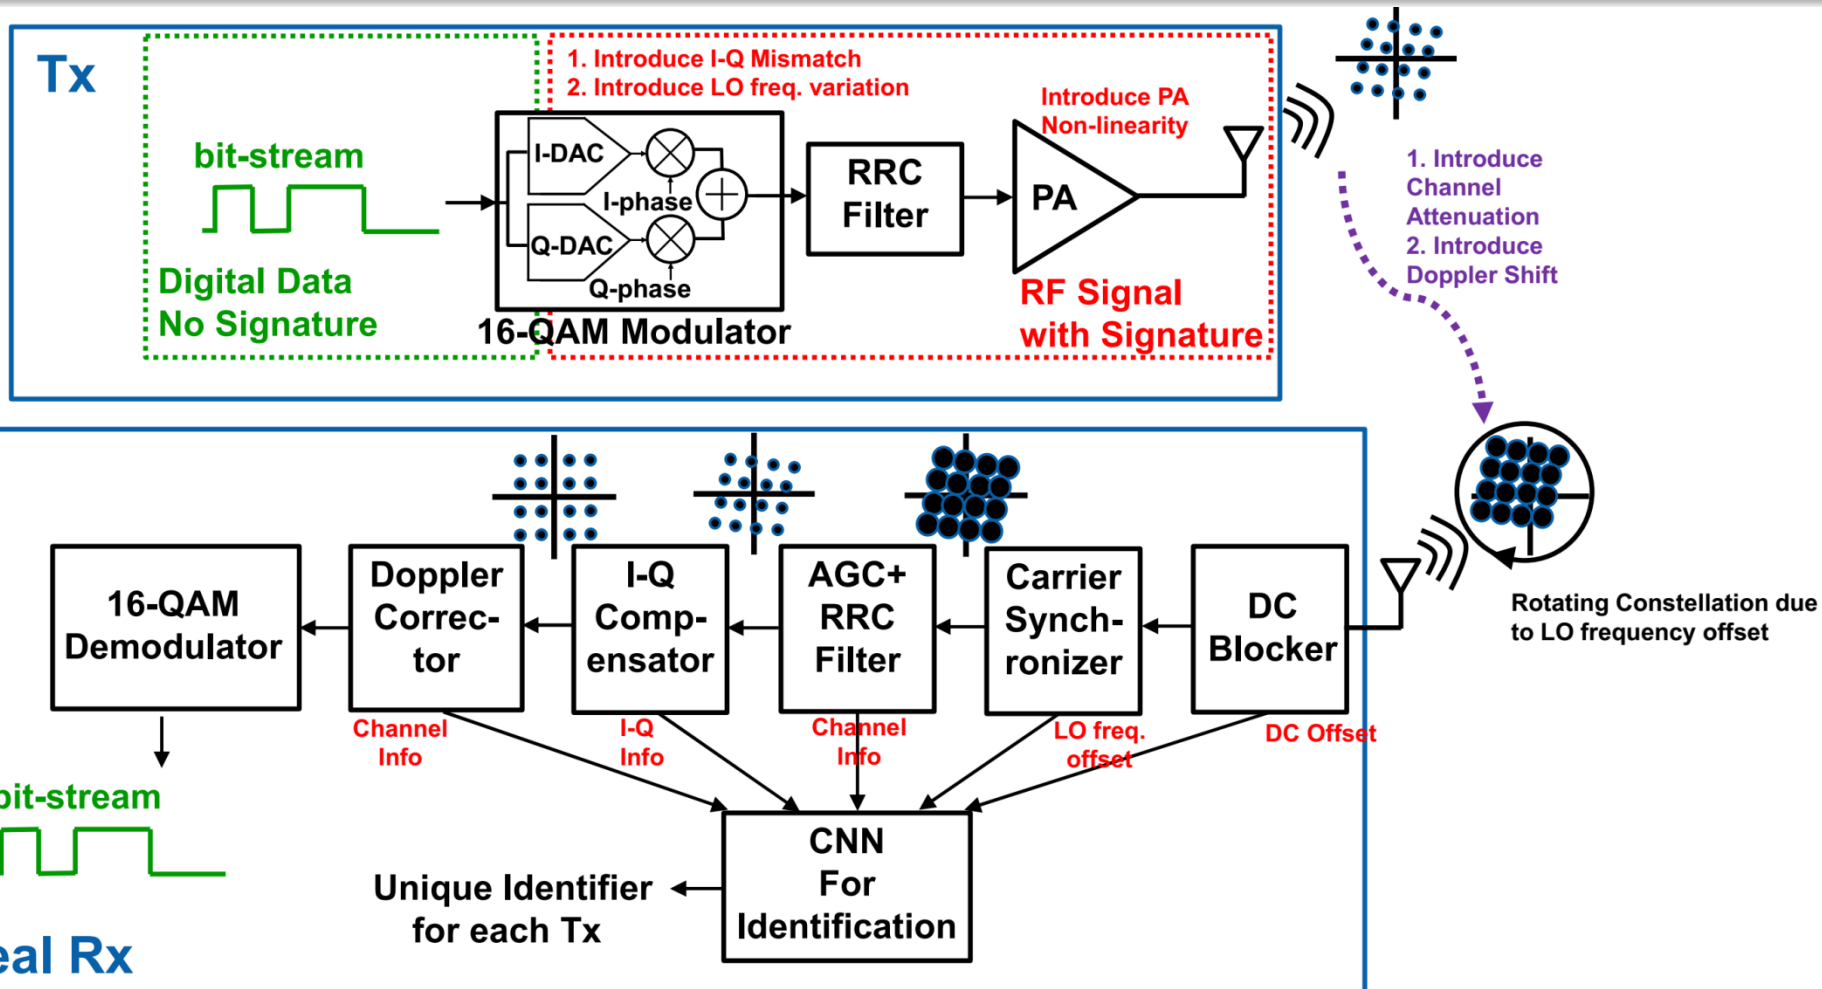 Tx
bit-stream
Digital Data
No Signature
1. Introduce I-Q Mismatch
2. Introduce LO freq. variation
I-DAC
I-phase
Q-DAC
Q-phase
16-QAM Modulator
RRC
Filter
Introduce PA
Non-linearity
PA
RF Signal
with Signature
1. Introduce
Channel
Attenuation
2. Introduce
Doppler Shift
Rotating Constellation due
to LO frequency offset
16-QAM
Demodulator
Doppler
Correc-
tor
I-Q
Comp-
ensator
AGC+
RRC
Filter
Carrier
Synch-
ronizer
DC
Blocker
Channel
Info
I-Q
Info
Channel
Info
LO freq.
offset
DC Offset
bit-stream
CNN
For
Identification
Unique Identifier
for each Tx
eal Rx